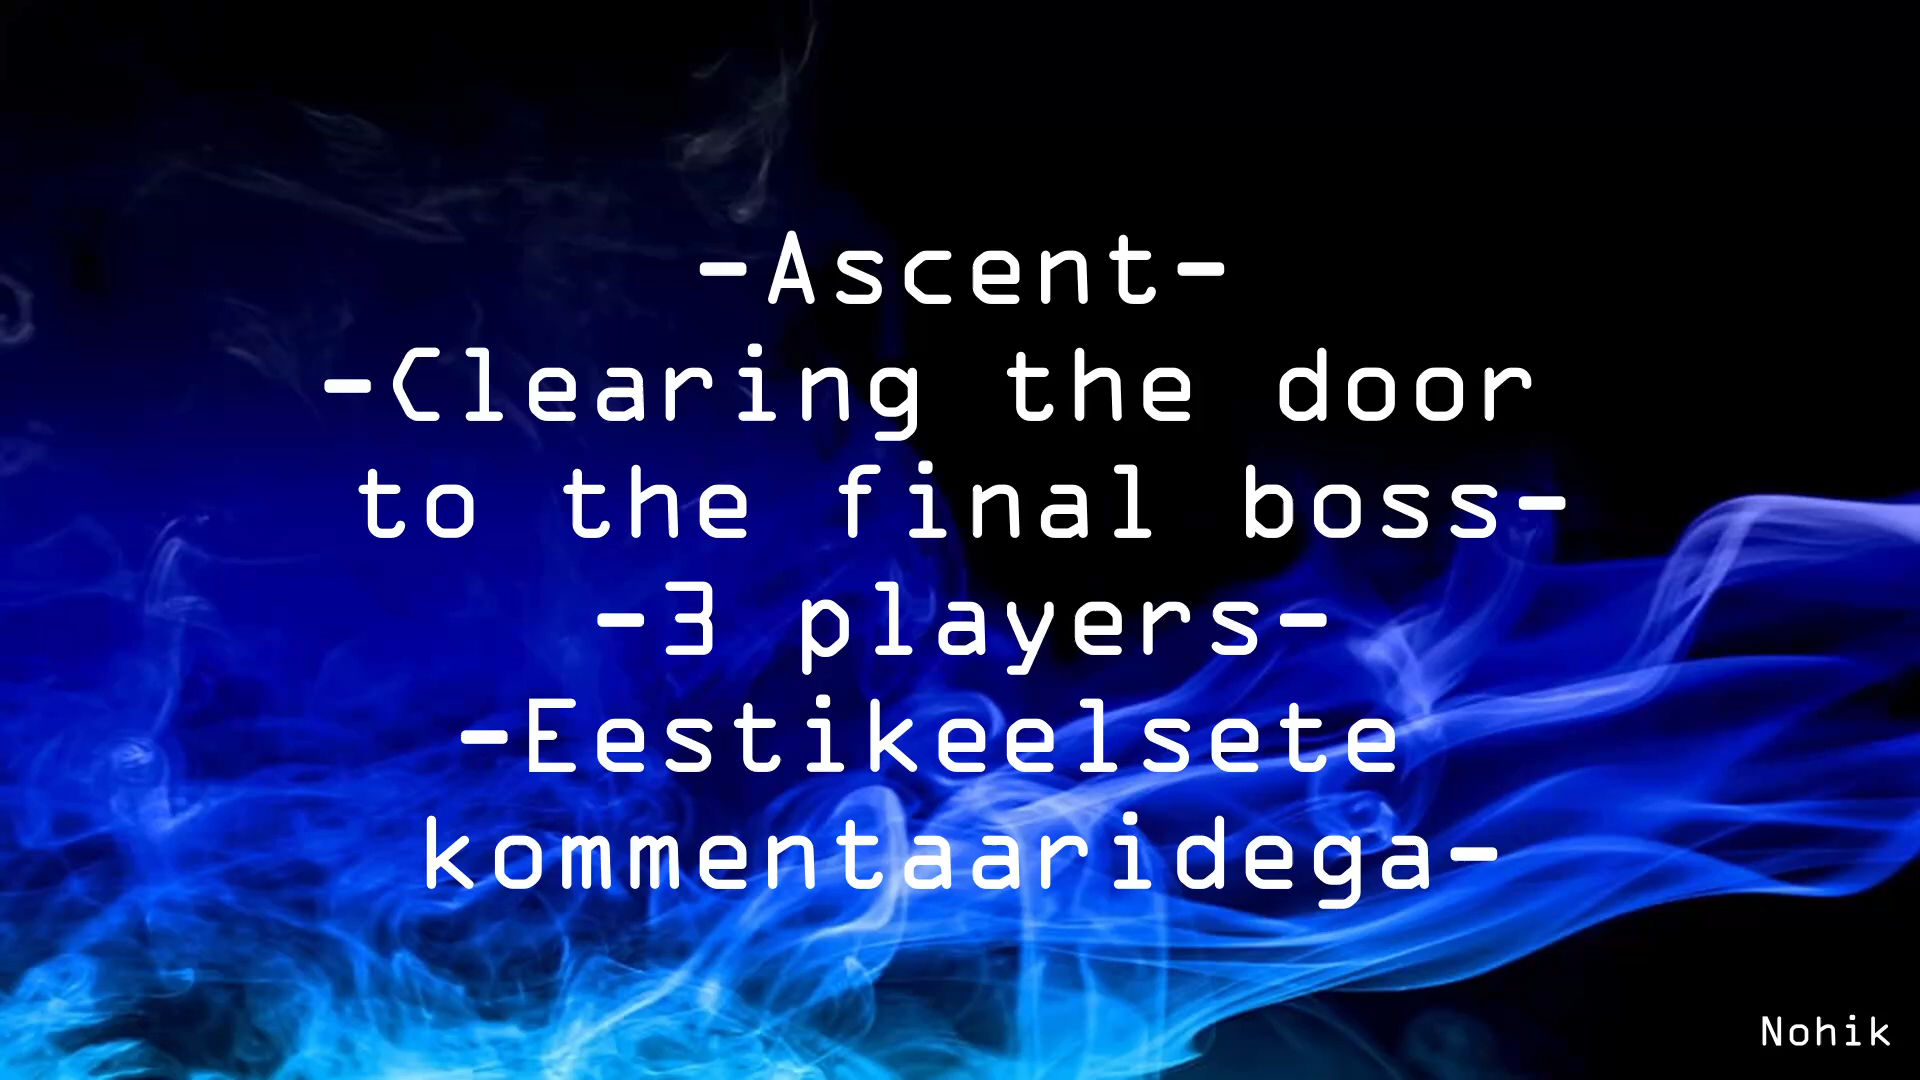 -Ascent-
-Clearing the door
to the final boss-
-3 players-
-Eestikeelsete
kommentaaridega-
Nohik